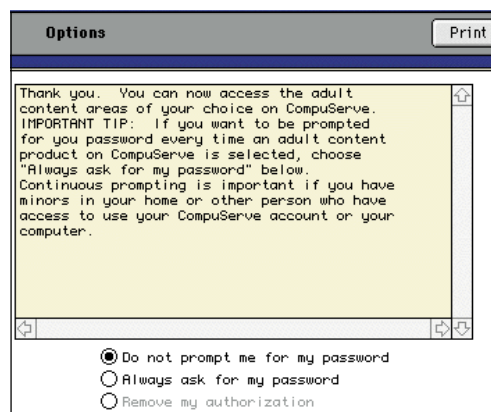 Options
Print
Thank you. You can now access the adult
content areas of your choice on CompuServe.
IMPORTANT TIP: If you want to be prompted
for you password every time an adult content
product on CompuServe is selected, choose
"Always ask for my password" below.
Continuous prompting is important if you have
minors in your home or other person who have
access to use your CompuServe account or your
computer.
Do not prompt me for my password
Always ask for my password
Remove my authorization